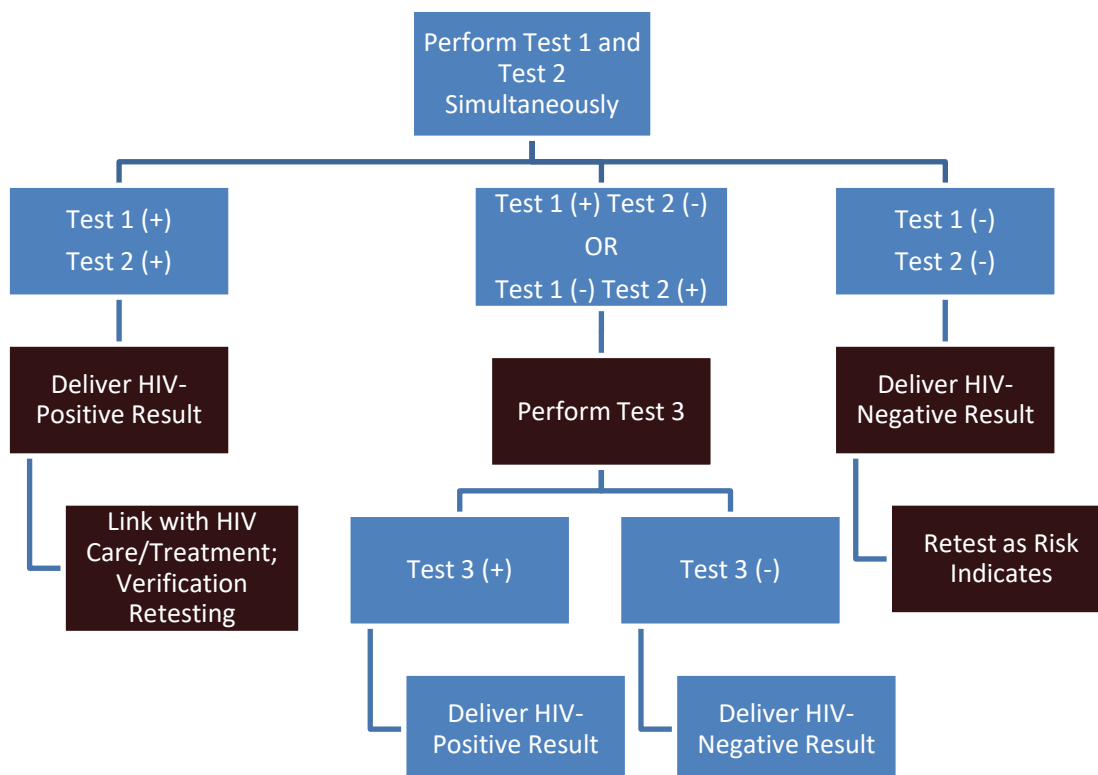 Perform Test 1 and
Test 2
Simultaneously
Test 1 (+)
Test 2 (+)
Test 1 (+) Test 2 (-)
OR
Test 1 (-) Test 2 (+)
Test 1 (-)
Test 2 (-)
Deliver HIV-
Positive Result
Perform Test 3
Deliver HIV-
Negative Result
Link with HIV
Care/Treatment;
Verification
Retesting
Test 3 (+)
Test 3 (-)
Retest as Risk
Indicates
Deliver HIV-
Positive Result
Deliver HIV-
Negative Result